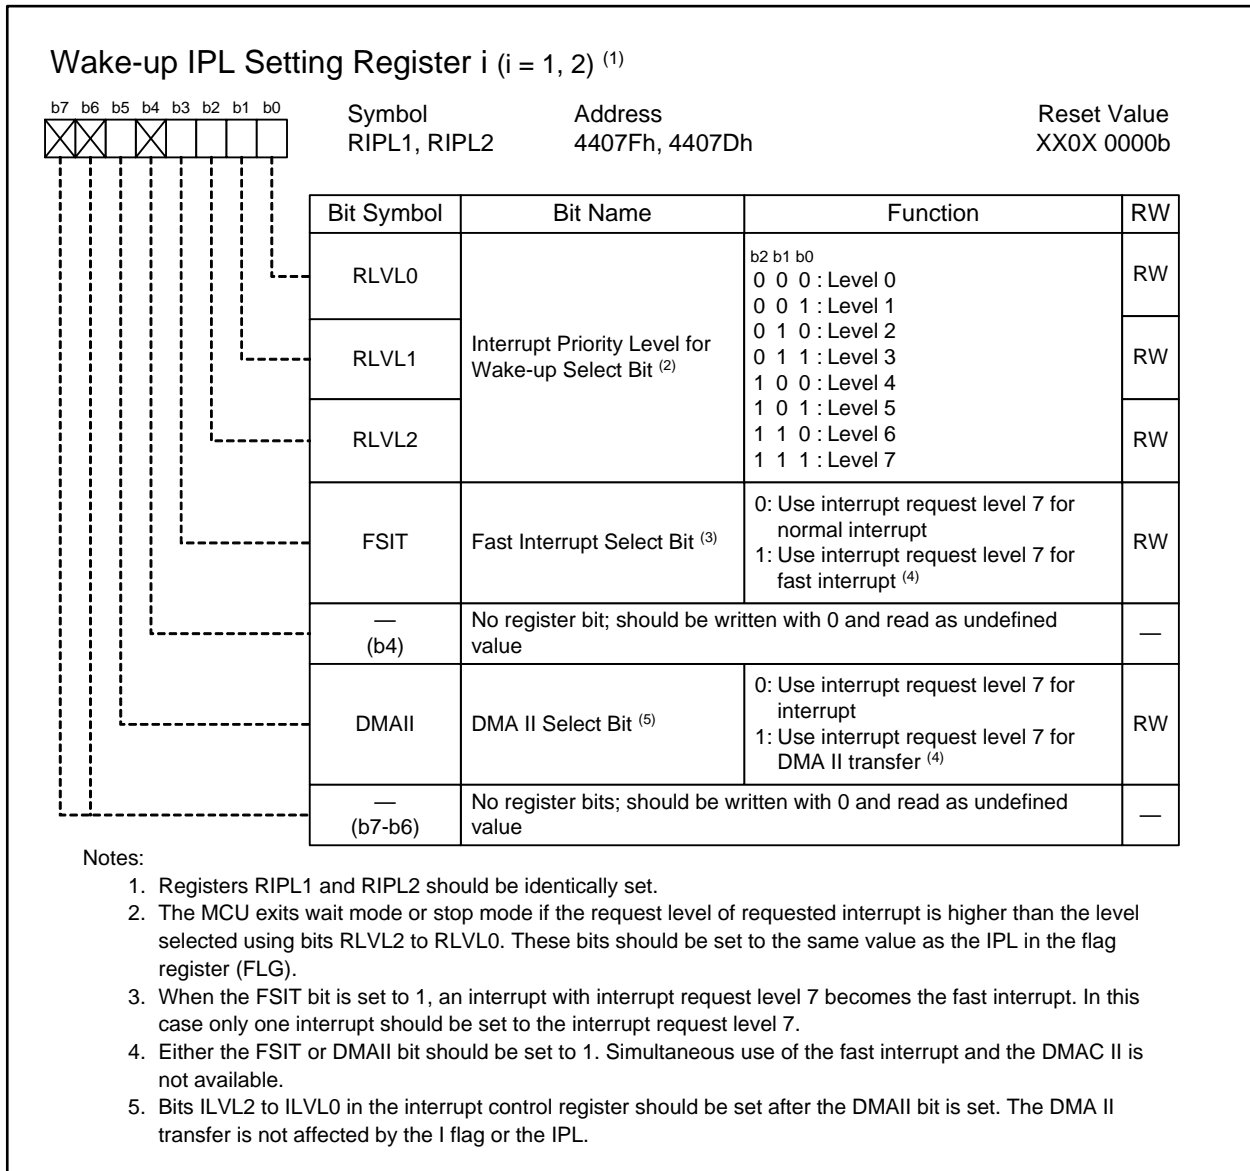 Wake-up IPL Setting Register i (i = 1, 2) (1)
b7 b6 b5 b4 b3 b2 b1 b0
Symbol Address Reset Value
RIPL1, RIPL2 4407Fh, 4407Dh XX0X 0000b
Bit Symbol Bit Name Function RW
RLVL0
RLVL1
RLVL2
Interrupt Priority Level for
Wake-up Select Bit (2)
b2 b1 b0
0 0 0 : Level 0
0 0 1 : Level 1
0 1 0 : Level 2
0 1 1 : Level 3
1 0 0 : Level 4
1 0 1 : Level 5
1 1 0 : Level 6
1 1 1 : Level 7
RW
RW
RW
FSIT
Fast Interrupt Select Bit (3)
0: Use interrupt request level 7 for
normal interrupt
1: Use interrupt request level 7 for
fast interrupt (4)
RW
—
(b4)
No register bit; should be written with 0 and read as undefined
value
—
DMAII
DMA II Select Bit (5)
0: Use interrupt request level 7 for
interrupt
1: Use interrupt request level 7 for
DMA II transfer (4)
RW
—
(b7-b6)
No register bits; should be written with 0 and read as undefined
value
—
Notes:
1. Registers RIPL1 and RIPL2 should be identically set.
2. The MCU exits wait mode or stop mode if the request level of requested interrupt is higher than the level
selected using bits RLVL2 to RLVL0. These bits should be set to the same value as the IPL in the flag
register (FLG).
3. When the FSIT bit is set to 1, an interrupt with interrupt request level 7 becomes the fast interrupt. In this
case only one interrupt should be set to the interrupt request level 7.
4. Either the FSIT or DMAII bit should be set to 1. Simultaneous use of the fast interrupt and the DMAC II is
not available.
5. Bits ILVL2 to ILVL0 in the interrupt control register should be set after the DMAII bit is set. The DMA II
transfer is not affected by the I flag or the IPL.